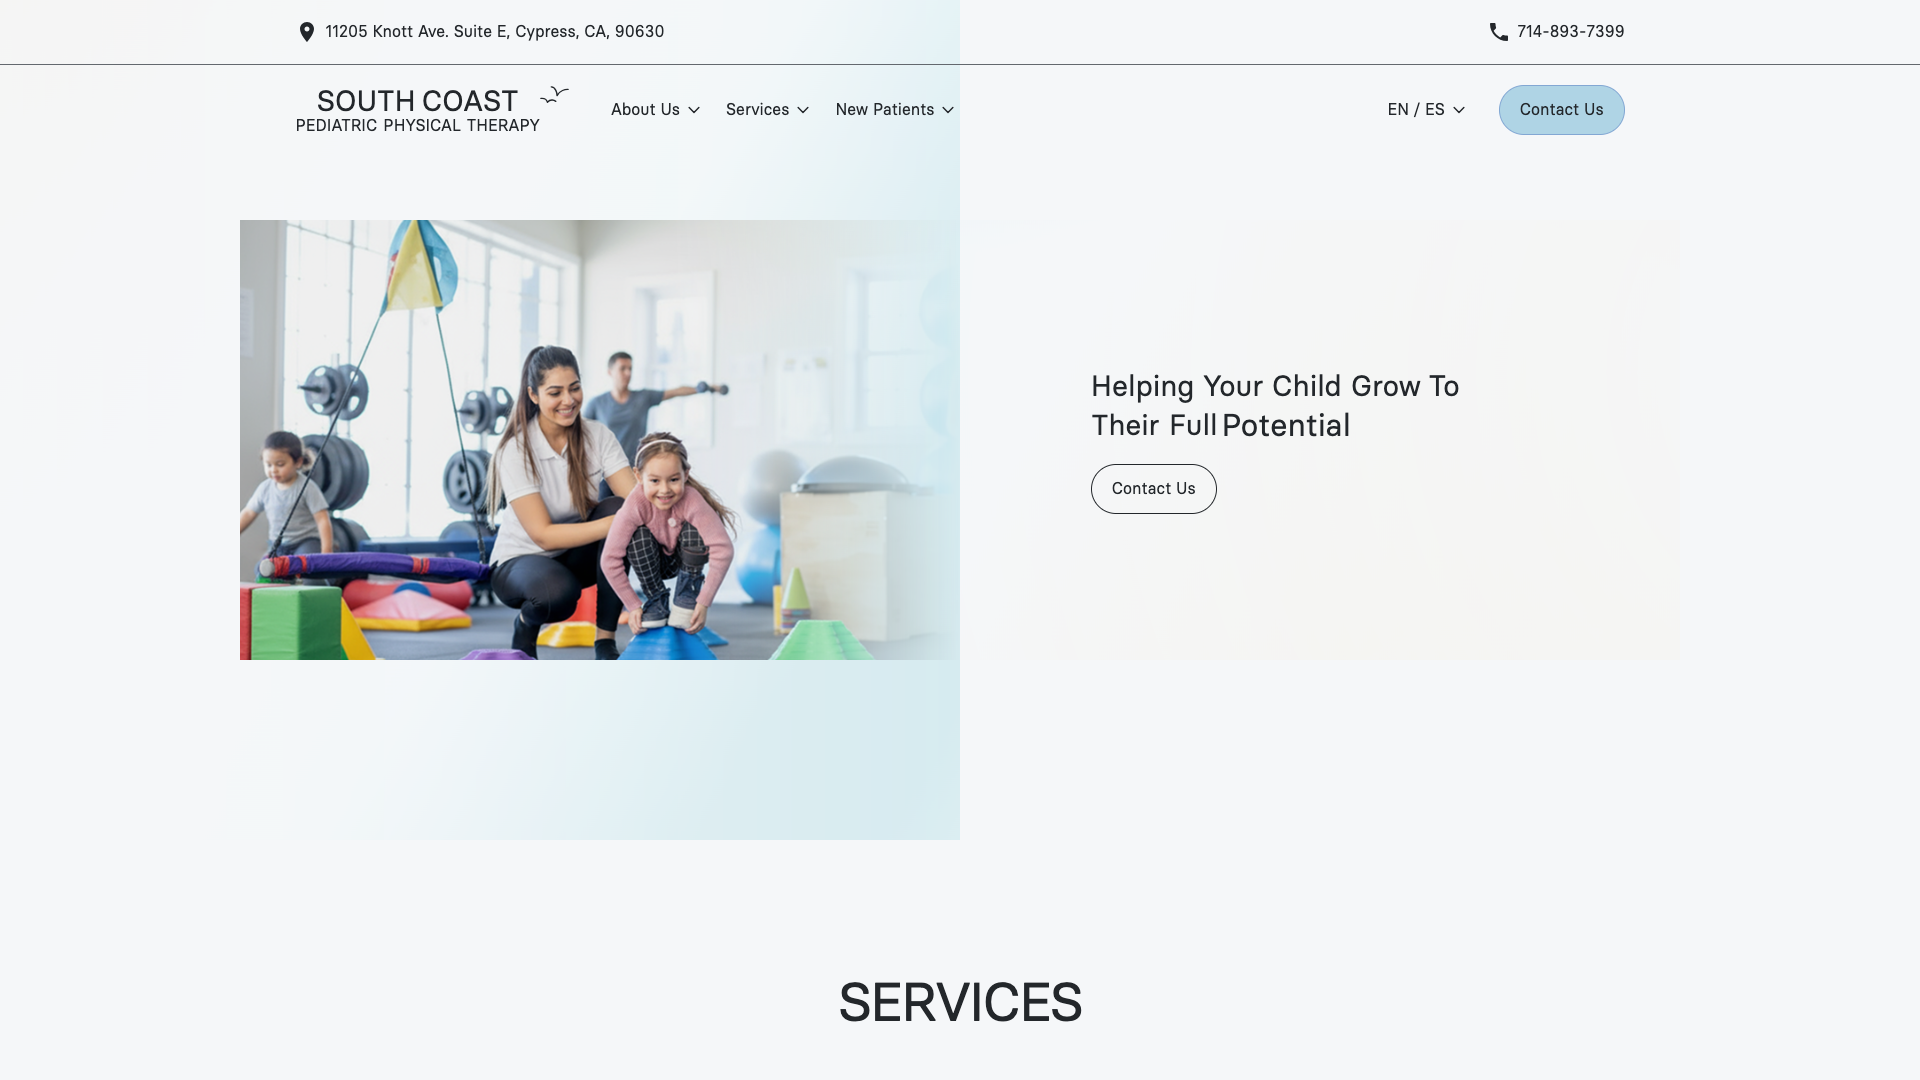 11205 Knott Ave. Suite E, Cypress, CA, 90630
714-893-7399
SOUTH COAST
PEDIATRIC PHYSICAL THERAPY
About Us
Services
New Patients
EN / ES
Contact Us
Helping Your Child Grow To
Their Full Potential
Contact Us
SERVICES